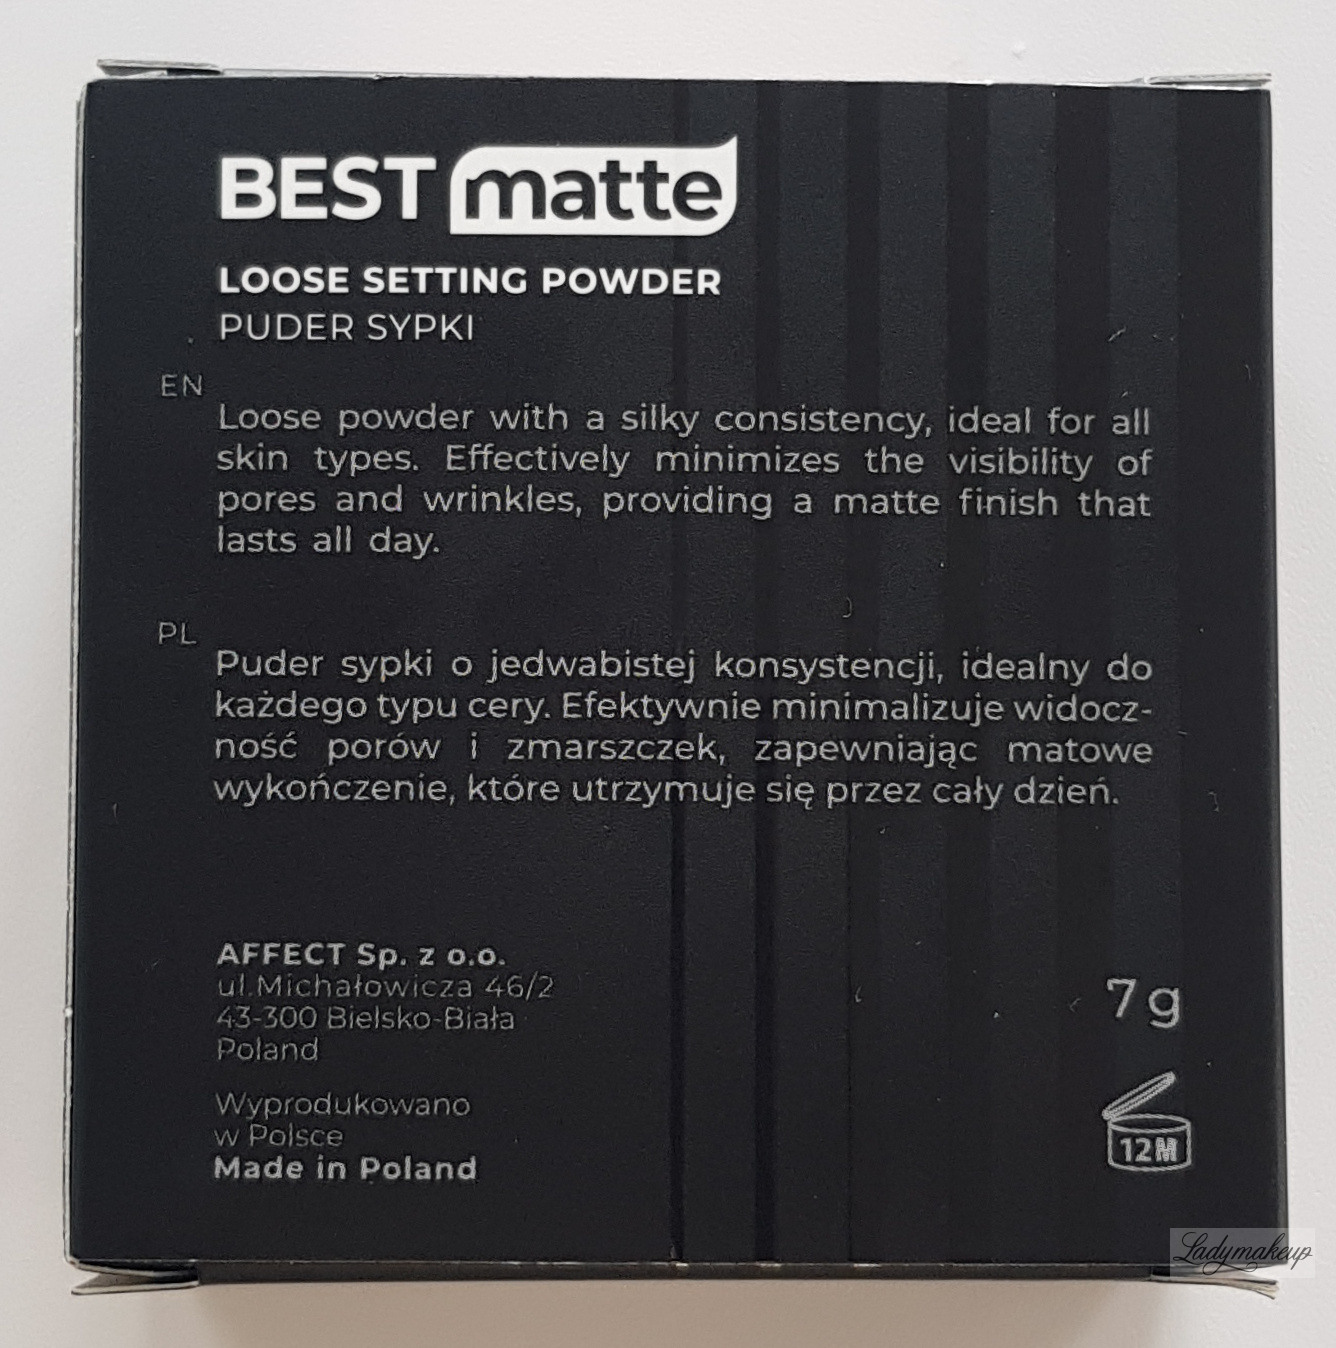 BEST matte
LOOSE SETTING POWDER
PUDER SYPKI
EN
Loose powder with a silky consistency, ideal for all
skin types. Effectively minimizes the visibility of
pores and wrinkles, providing a matte finish that
lasts all day.
PL
Puder sypki o jedwabistej konsystencji, idealny do
każdego typu cery. Efektywnie minimalizuje widocz-
ność porów i zmarszczek, zapewniając matowe
wykończenie, które utrzymuje się przez cały dzień.
AFFECT Sp. z o.o.
ul.Michałowicza 46/2
43-300 Bielsko-Biała
Poland
Wyprodukowano
w Polsce
Made in Poland
7 g
12M
Ladymakeup